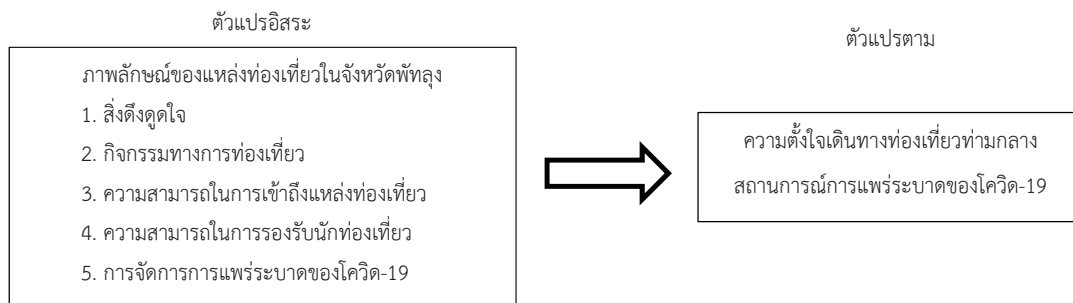 ตัวแปรอิสระ
ภาพลักษณ์ของแหล่งท่องเที่ยวในจังหวัดพัทลุง
1. สิ่งดึงดูดใจ
2. กิจกรรมทางการท่องเที่ยว
3. ความสามารถในการเข้าถึงแหล่งท่องเที่ยว
4. ความสามารถในการรองรับนักท่องเที่ยว
5. การจัดการการแพร่ระบาดของโควิด-19
ตัวแปรตาม
ความตั้งใจเดินทางท่องเที่ยวท่ามกลาง
สถานการณ์การแพร่ระบาดของโควิด-19